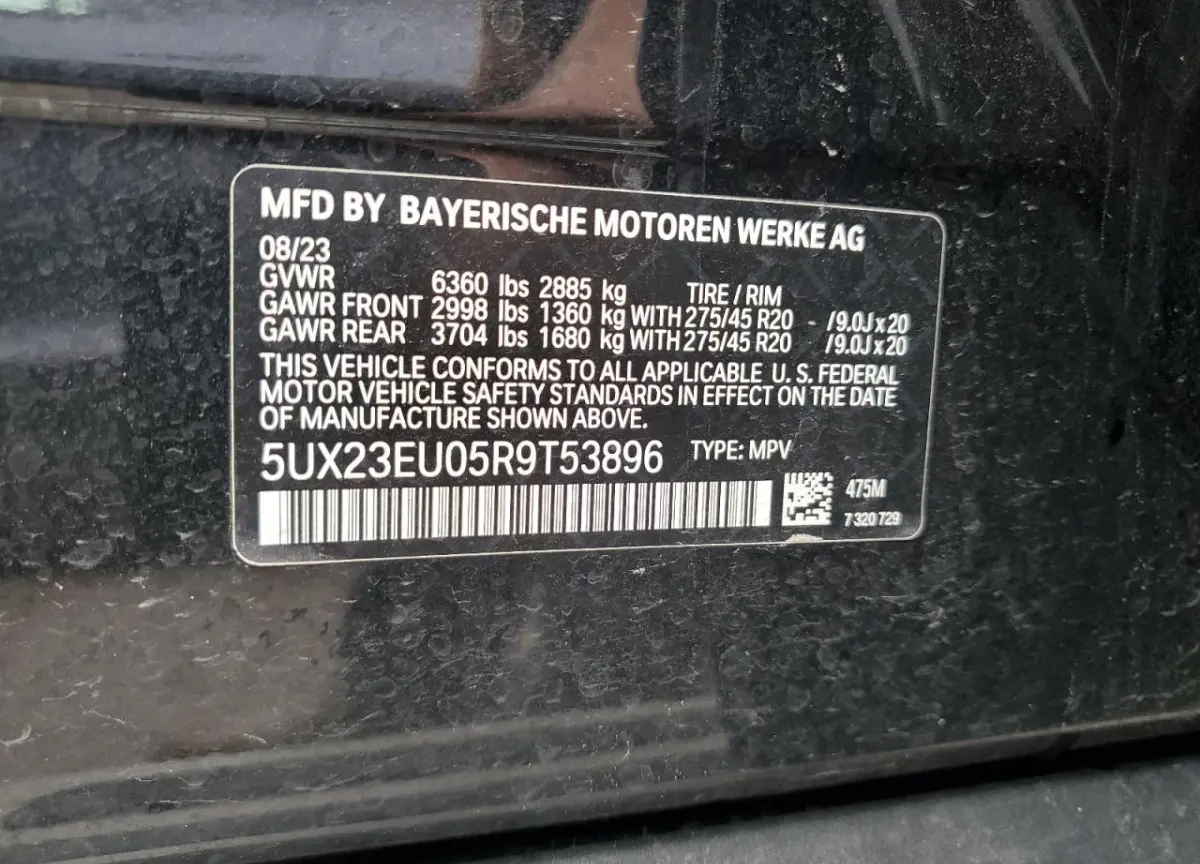 MFD BY BAYERISCHE MOTOREN WERKE AG
08/23
GVWR 6360 lbs 2885 kg TIRE / RIM
GAWR FRONT 2998 lbs 1360 kg WITH 275/45 R20 - /9.0J x 20
GAWR REAR 3704 lbs 1680 kg WITH 275/45 R20 /9.0J x 20
THIS VEHICLE CONFORMS TO ALL APPLICABLE U. S. FEDERAL
MOTOR VEHICLE SAFETY STANDARDS IN EFFECT ON THE DATE
OF MANUFACTURE SHOWN ABOVE.
5UX23EU05R9T53896 TYPE: MPV
475M
7 320 729